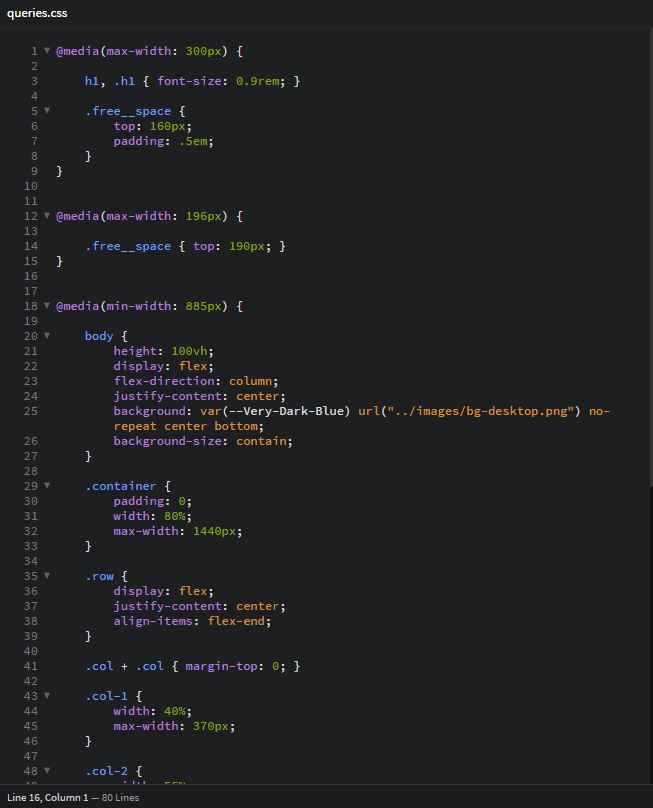 queries.css
1 @media(max-width: 300px) {
2
3 h1, .h1 { font-size: 0.9rem; }
4
5 .free__space {
6 top: 160px;
7 padding: .5em;
8 }
9 }
10
11
12 @media(max-width: 196px) {
13
14 .free__space { top: 190px; }
15 }
16
17
18 @media(min-width: 885px) {
19
20 body {
21 height: 100vh;
22 display: flex;
23 flex-direction: column;
24 justify-content: center;
25 background: var(--Very-Dark-Blue) url("../images/bg-desktop.png") no-
repeat center bottom;
26 background-size: contain;
27 }
28
29 .container {
30 padding: 0;
31 width: 80%;
32 max-width: 1440px;
33 }
34
35 .row {
36 display: flex;
37 justify-content: center;
38 align-items: flex-end;
39 }
40
41 .col + .col { margin-top: 0; }
42
43 .col-1 {
44 width: 40%;
45 max-width: 370px;
46 }
47
48 .col-2 {
Line 16, Column 1 — 80 Lines